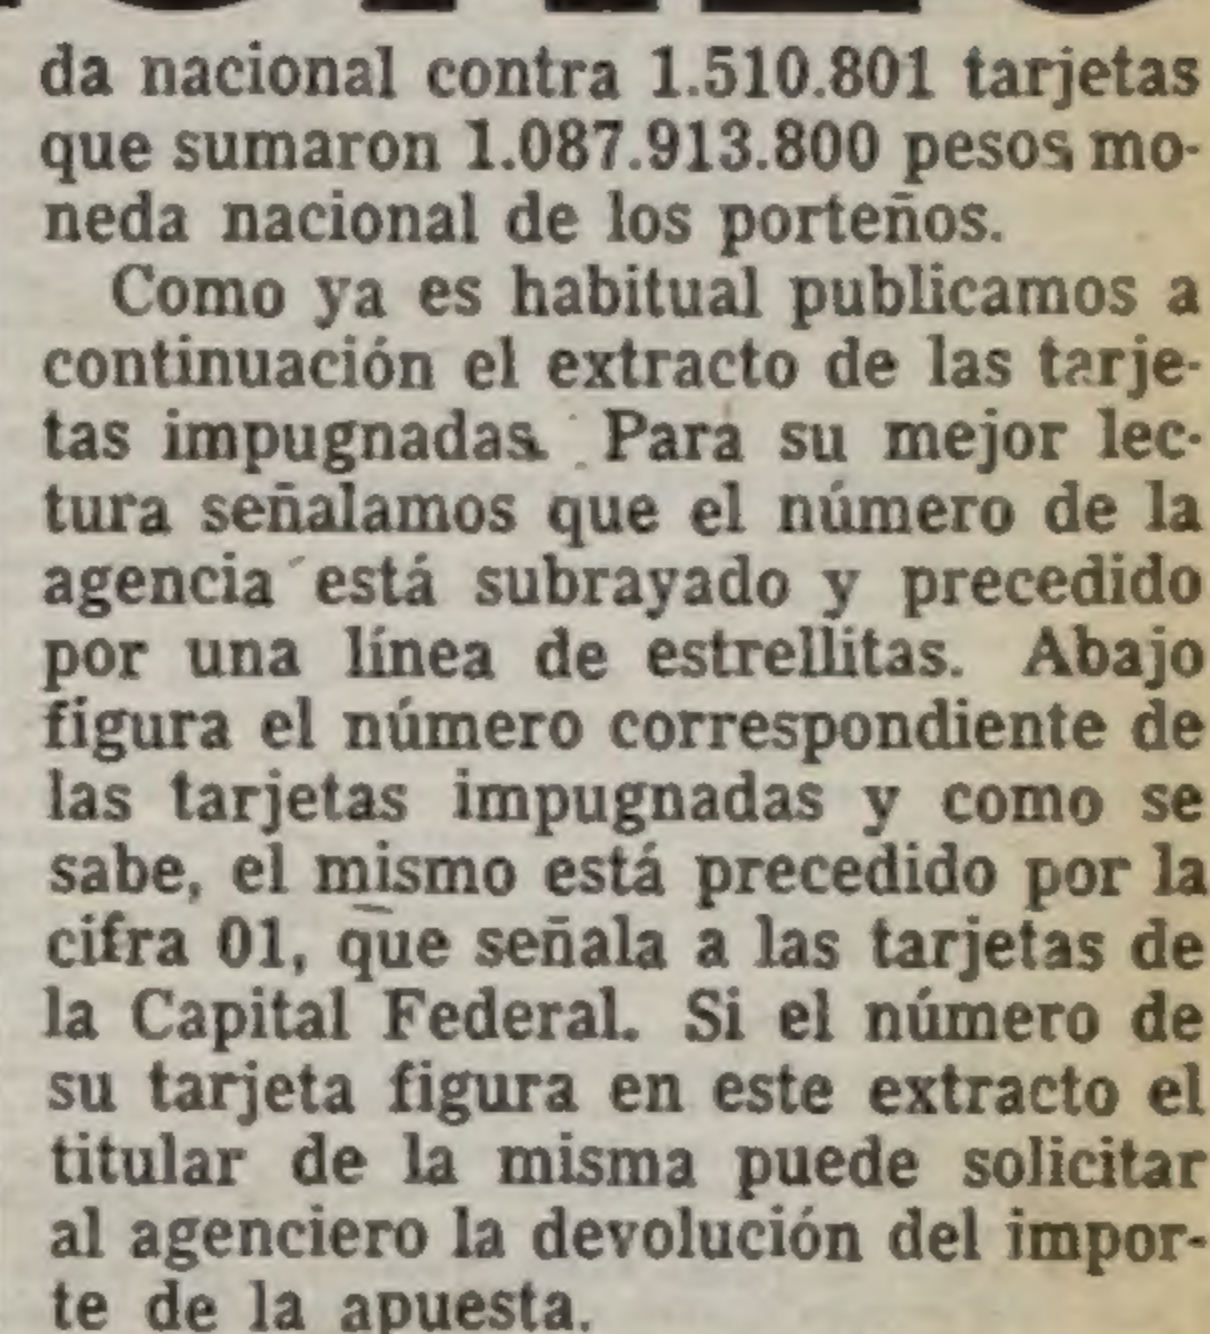 da nacional contra 1.510.801 tarjetas
que sumaron 1.087.913.800 pesos mo-
neda nacional de los porteños.
Como ya es habitual publicamos a
continuación el extracto de las tarje-
tas impugnadas. Para su mejor lec-
tura señalamos que el número de la
agencia está subrayado y precedido
por una línea de estrellitas. Abajo
figura el número correspondiente de
las tarjetas impugnadas y como se
sabe, el mismo está precedido por la
cifra 01, que señala a las tarjetas de
la Capital Federal. Si el número de
su tarjeta figura en este extracto el
titular de la misma puede solicitar
al agenciero la devolución del impor-
te de la apuesta.